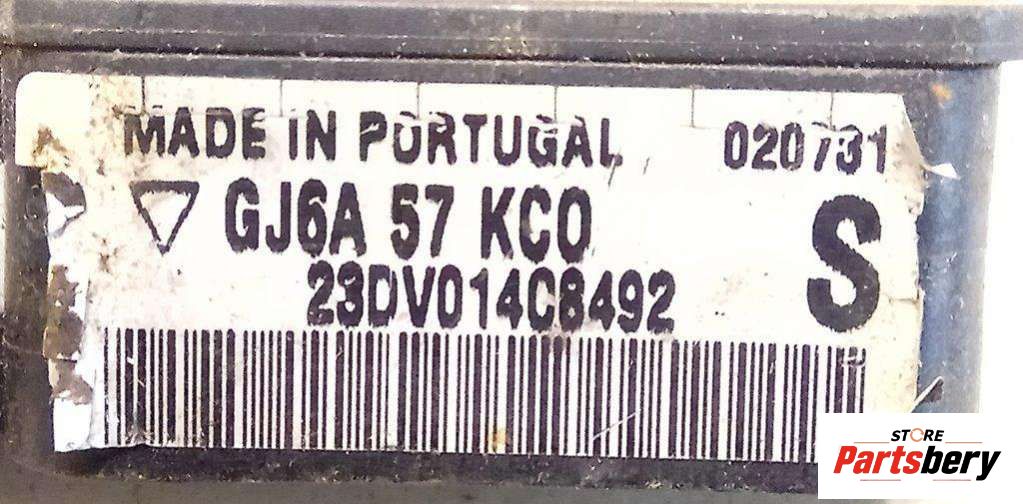 MADE IN PORTUGAL 020731
GJ6A 57 KC0 S
23DV014C8492
STORE
Partsbery